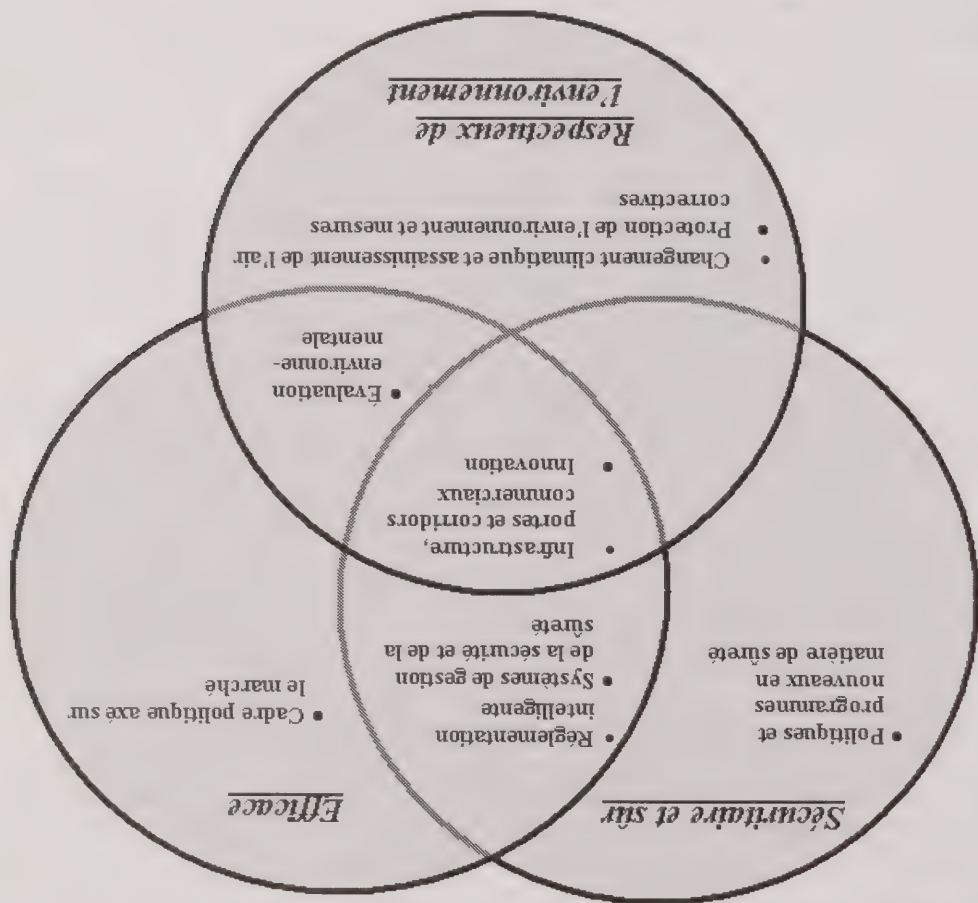 Sécuritaire et sûr
• Politiques et
programmes
nouveaux en
matière de sûreté
Efficace
• Cadre politique axé sur
le marché
• Réglementation
intelligente
• Systèmes de gestion
de la sécurité et de la
sûreté
• Infrastructure,
portes et corridors
commerciaux
• Innovation
• Évaluation
environne-
mentale
• Changement climatique et assainissement de l'air
• Protection de l'environnement et mesures
correctives
Respectueux de
l'environnement